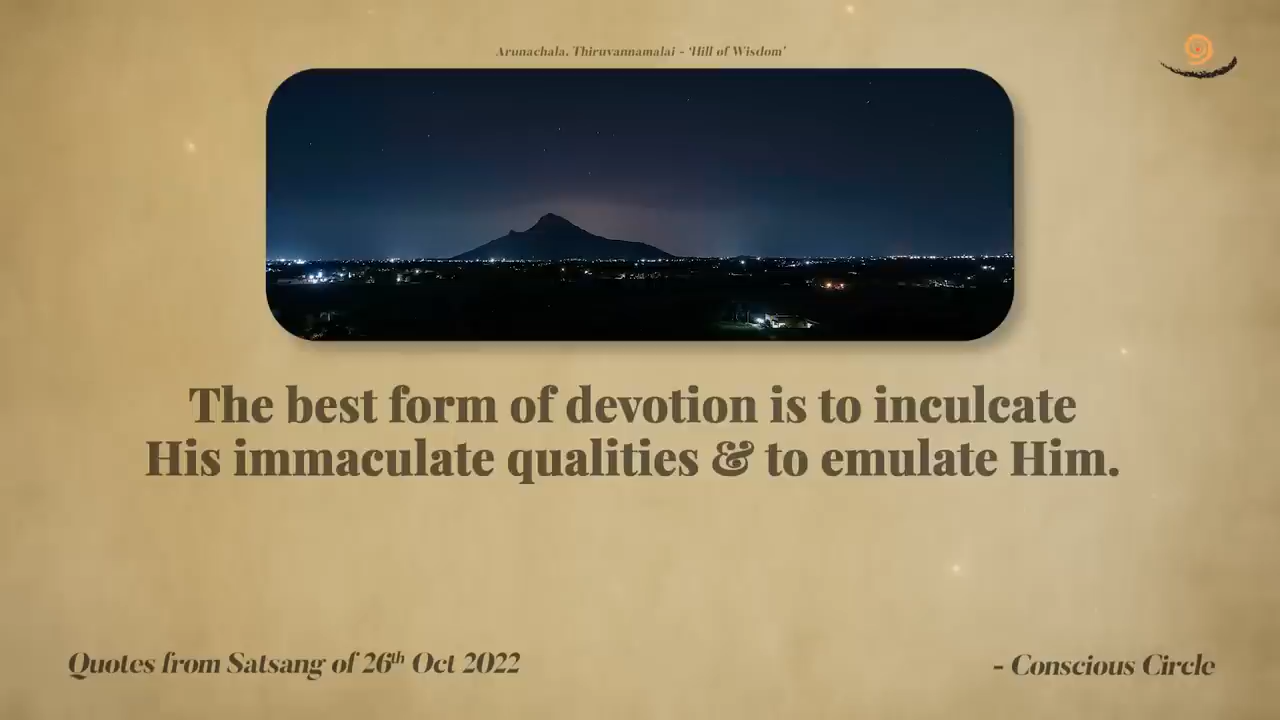 Arunachala, Thiruvannamalai - 'Hill of Wisdom'
The best form of devotion is to inculcate
His immaculate qualities & to emulate Him.
Quotes from Satsang of 26th Oct 2022
- Conscious Circle